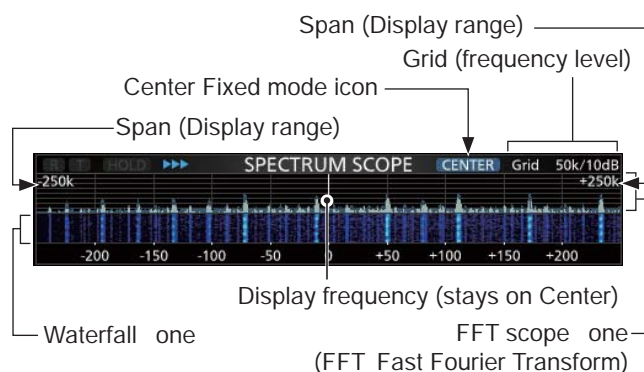 Span (Display range)
Grid (frequency level)
Center Fixed mode icon
Span (Display range)
R T HOLD SPECTRUM SCOPE CENTER Grid 50k/10dB
-250k +250k
-200 -150 -100 -50 0 +50 +100 +150 +200
Display frequency (stays on Center)
Waterfall one
FFT scope one
(FFT Fast Fourier Transform)